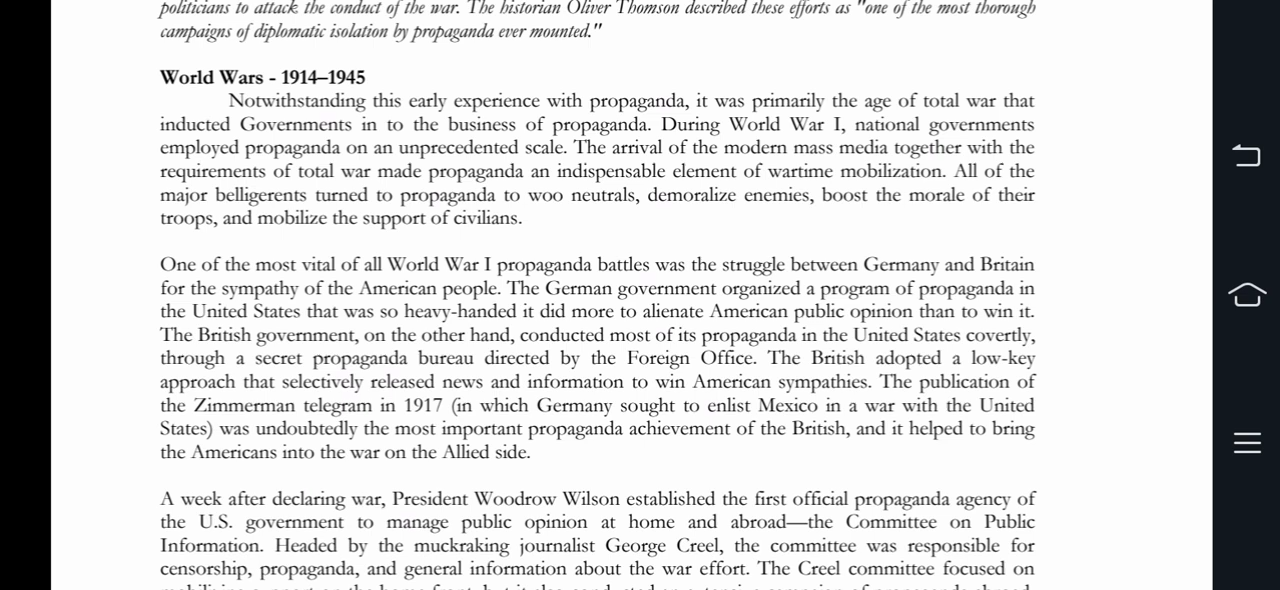 politicians to attack the conduct of the war. The historian Oliver Thomson described these efforts as "one of the most thorough
campaigns of diplomatic isolation by propaganda ever mounted."
World Wars - 1914–1945
Notwithstanding this early experience with propaganda, it was primarily the age of total war that
inducted Governments in to the business of propaganda. During World War I, national governments
employed propaganda on an unprecedented scale. The arrival of the modern mass media together with the
requirements of total war made propaganda an indispensable element of wartime mobilization. All of the
major belligerents turned to propaganda to woo neutrals, demoralize enemies, boost the morale of their
troops, and mobilize the support of civilians.
One of the most vital of all World War I propaganda battles was the struggle between Germany and Britain
for the sympathy of the American people. The German government organized a program of propaganda in
the United States that was so heavy-handed it did more to alienate American public opinion than to win it.
The British government, on the other hand, conducted most of its propaganda in the United States covertly,
through a secret propaganda bureau directed by the Foreign Office. The British adopted a low-key
approach that selectively released news and information to win American sympathies. The publication of
the Zimmerman telegram in 1917 (in which Germany sought to enlist Mexico in a war with the United
States) was undoubtedly the most important propaganda achievement of the British, and it helped to bring
the Americans into the war on the Allied side.
A week after declaring war, President Woodrow Wilson established the first official propaganda agency of
the U.S. government to manage public opinion at home and abroad—the Committee on Public
Information. Headed by the muckraking journalist George Creel, the committee was responsible for
censorship, propaganda, and general information about the war effort. The Creel committee focused on